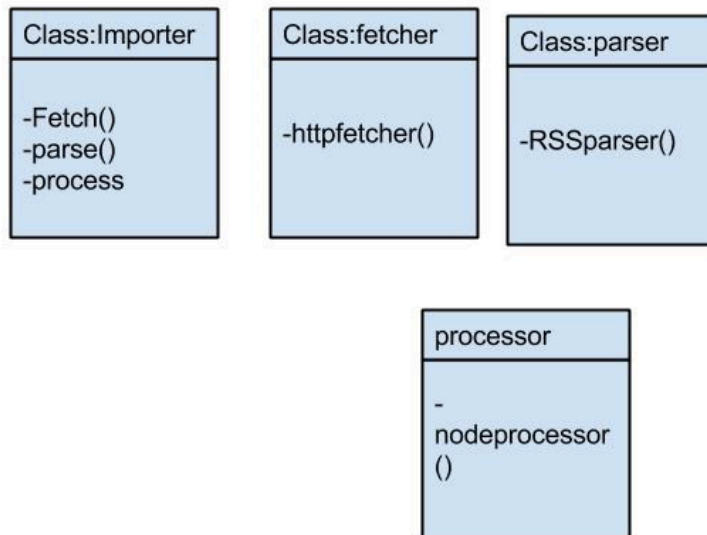 Class:Importer
-Fetch()
-parse()
-process
Class:fetcher
-httpfetcher()
Class:parser
-RSSparser()
processor
-
nodeprocessor
()